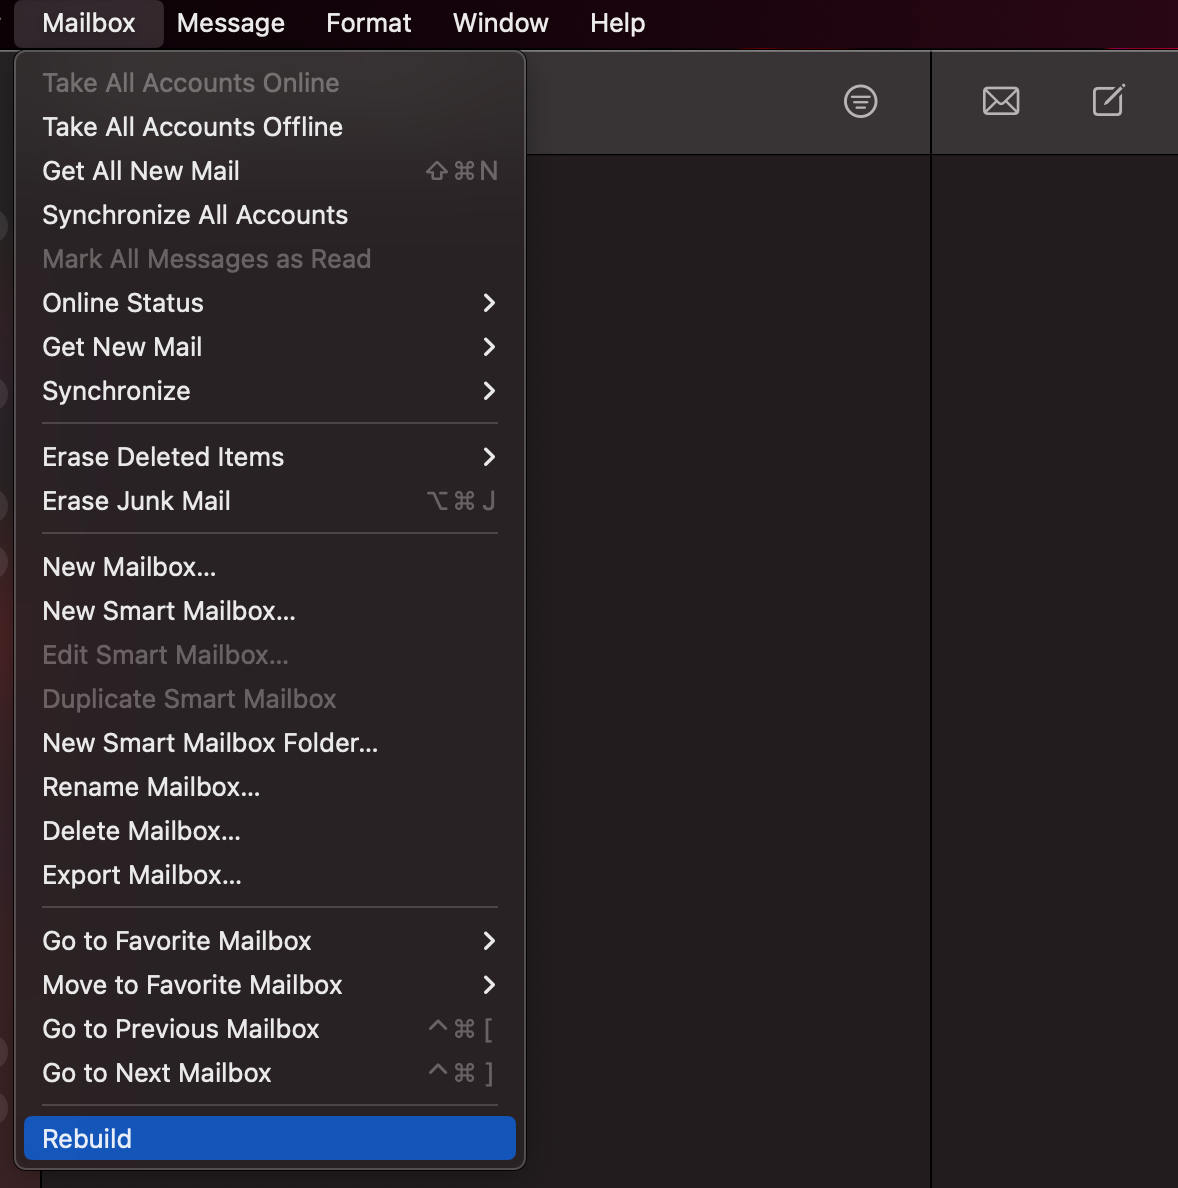 Mailbox Message Format Window Help
Take All Accounts Online
Take All Accounts Offline
Get All New Mail ⇧⌘N
Synchronize All Accounts
Mark All Messages as Read
Online Status
Get New Mail
Synchronize
Erase Deleted Items
Erase Junk Mail ⌥⌘J
New Mailbox...
New Smart Mailbox...
Edit Smart Mailbox...
Duplicate Smart Mailbox
New Smart Mailbox Folder...
Rename Mailbox...
Delete Mailbox...
Export Mailbox...
Go to Favorite Mailbox
Move to Favorite Mailbox
Go to Previous Mailbox ^⌘[
Go to Next Mailbox ^⌘]
Rebuild